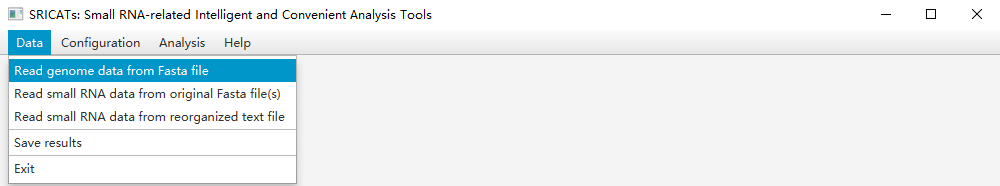 SRICATs: Small RNA-related Intelligent and Convenient Analysis Tools
Data Configuration Analysis Help
Read genome data from Fasta file
Read small RNA data from original Fasta file(s)
Read small RNA data from reorganized text file
Save results
Exit